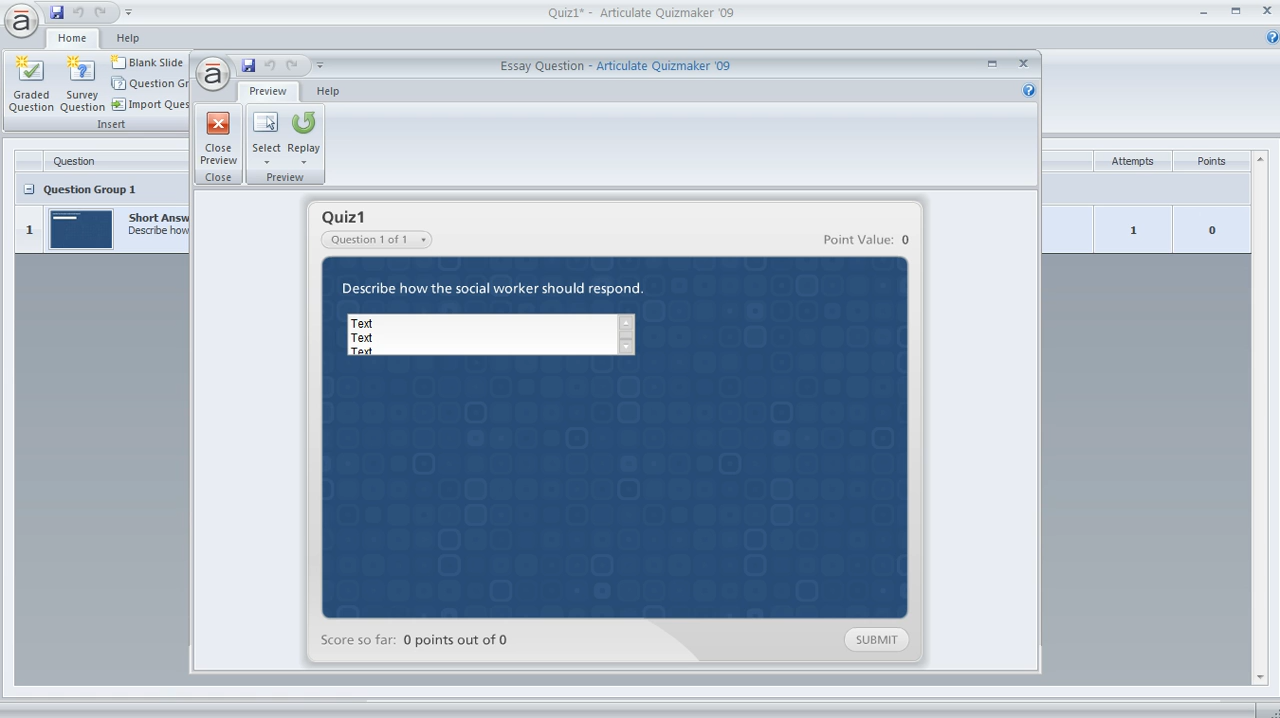 Quiz1* - Articulate Quizmaker '09
Home Help
Graded Question
Survey Question
Blank Slide
Question Gr
Import Ques
Insert
Essay Question - Articulate Quizmaker '09
Preview Help
Close Preview
Select
Replay
Close
Preview
Question
Attempts
Points
Question Group 1
1
Short Answ
Describe how
1
0
Quiz1
Question 1 of 1
Point Value: 0
Describe how the social worker should respond.
Text
Text
Text
Score so far: 0 points out of 0
SUBMIT